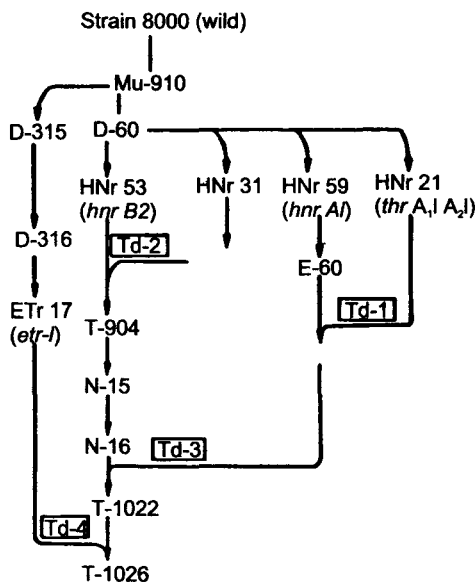 Strain 8000 (wild)
Mu-910
D-315 D-60
HNr 53 HNr 31 HNr 59 HNr 21
(hnr B2) (hnr AI) (thr A₁I A₂I)
D-316
Td-2
E-60
ETr 17
(etr-I)
Td-1
T-904
N-15
N-16
Td-3
T-1022
Td-4
T-1026